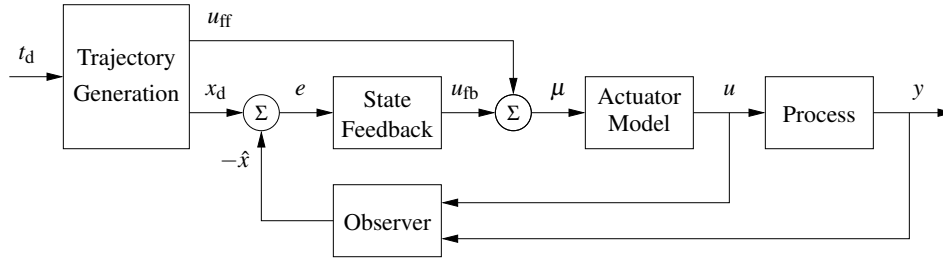 t_d
Trajectory
Generation
u_ff
x_d
Σ
e
State
Feedback
u_fb
Σ
μ
Actuator
Model
u
Process
y
−x̂
Observer